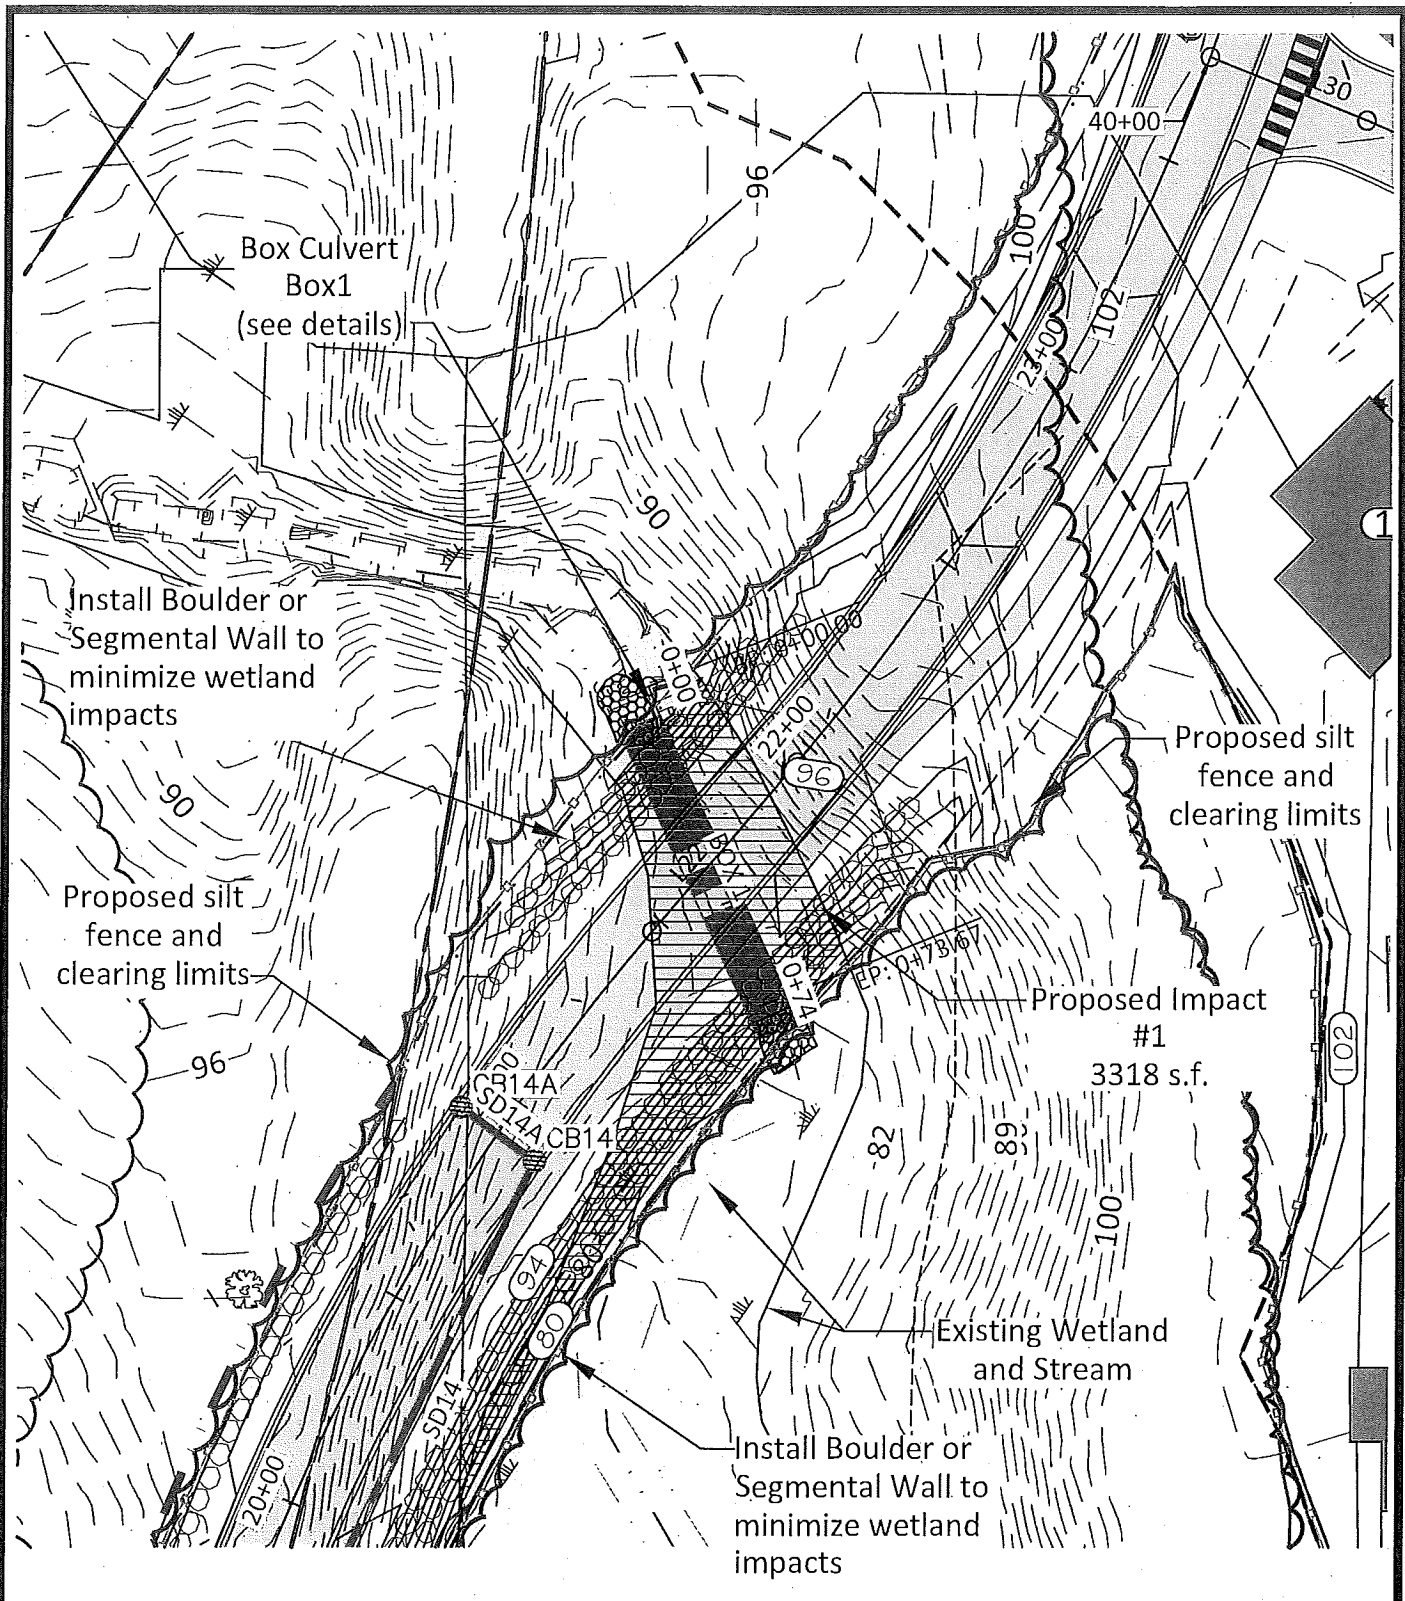 30
40+00
96
100
Box Culvert
Box1
(see details)
102
23+00
90
1
Install Boulder or
Segmental Wall to
minimize wetland
impacts
0+00
22+00
96
Proposed silt
fence and
clearing limits
90
BOX 1
Proposed silt
fence and
clearing limits
EP: 0+73.67
0+74
Proposed Impact
#1
3318 s.f.
102
96
CB14A
SD14A
CB14
82
89
100
94
80
80
Existing Wetland
and Stream
SD14
Install Boulder or
Segmental Wall to
minimize wetland
impacts
20+00